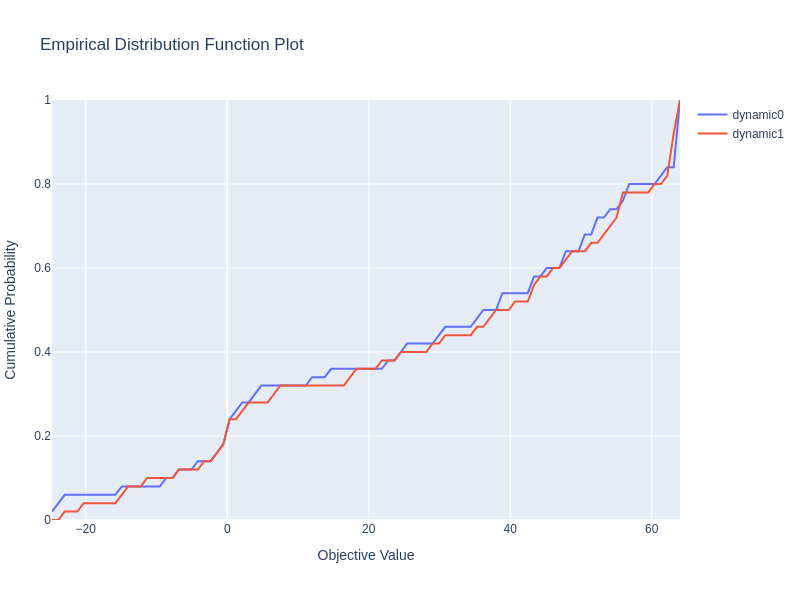 Empirical Distribution Function Plot
dynamic0
dynamic1
1
0.8
0.6
0.4
0.2
0
−20
0
20
40
60
Cumulative Probability
Objective Value